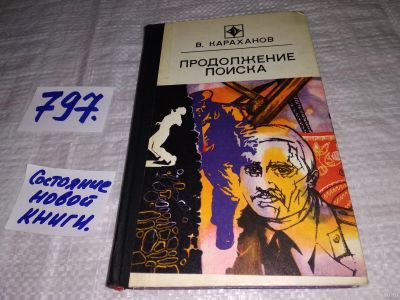 В. КАРАХАНОВ
ПРОДОЛЖЕНИЕ
ПОИСКА
797.
Состояние
новой
книги.